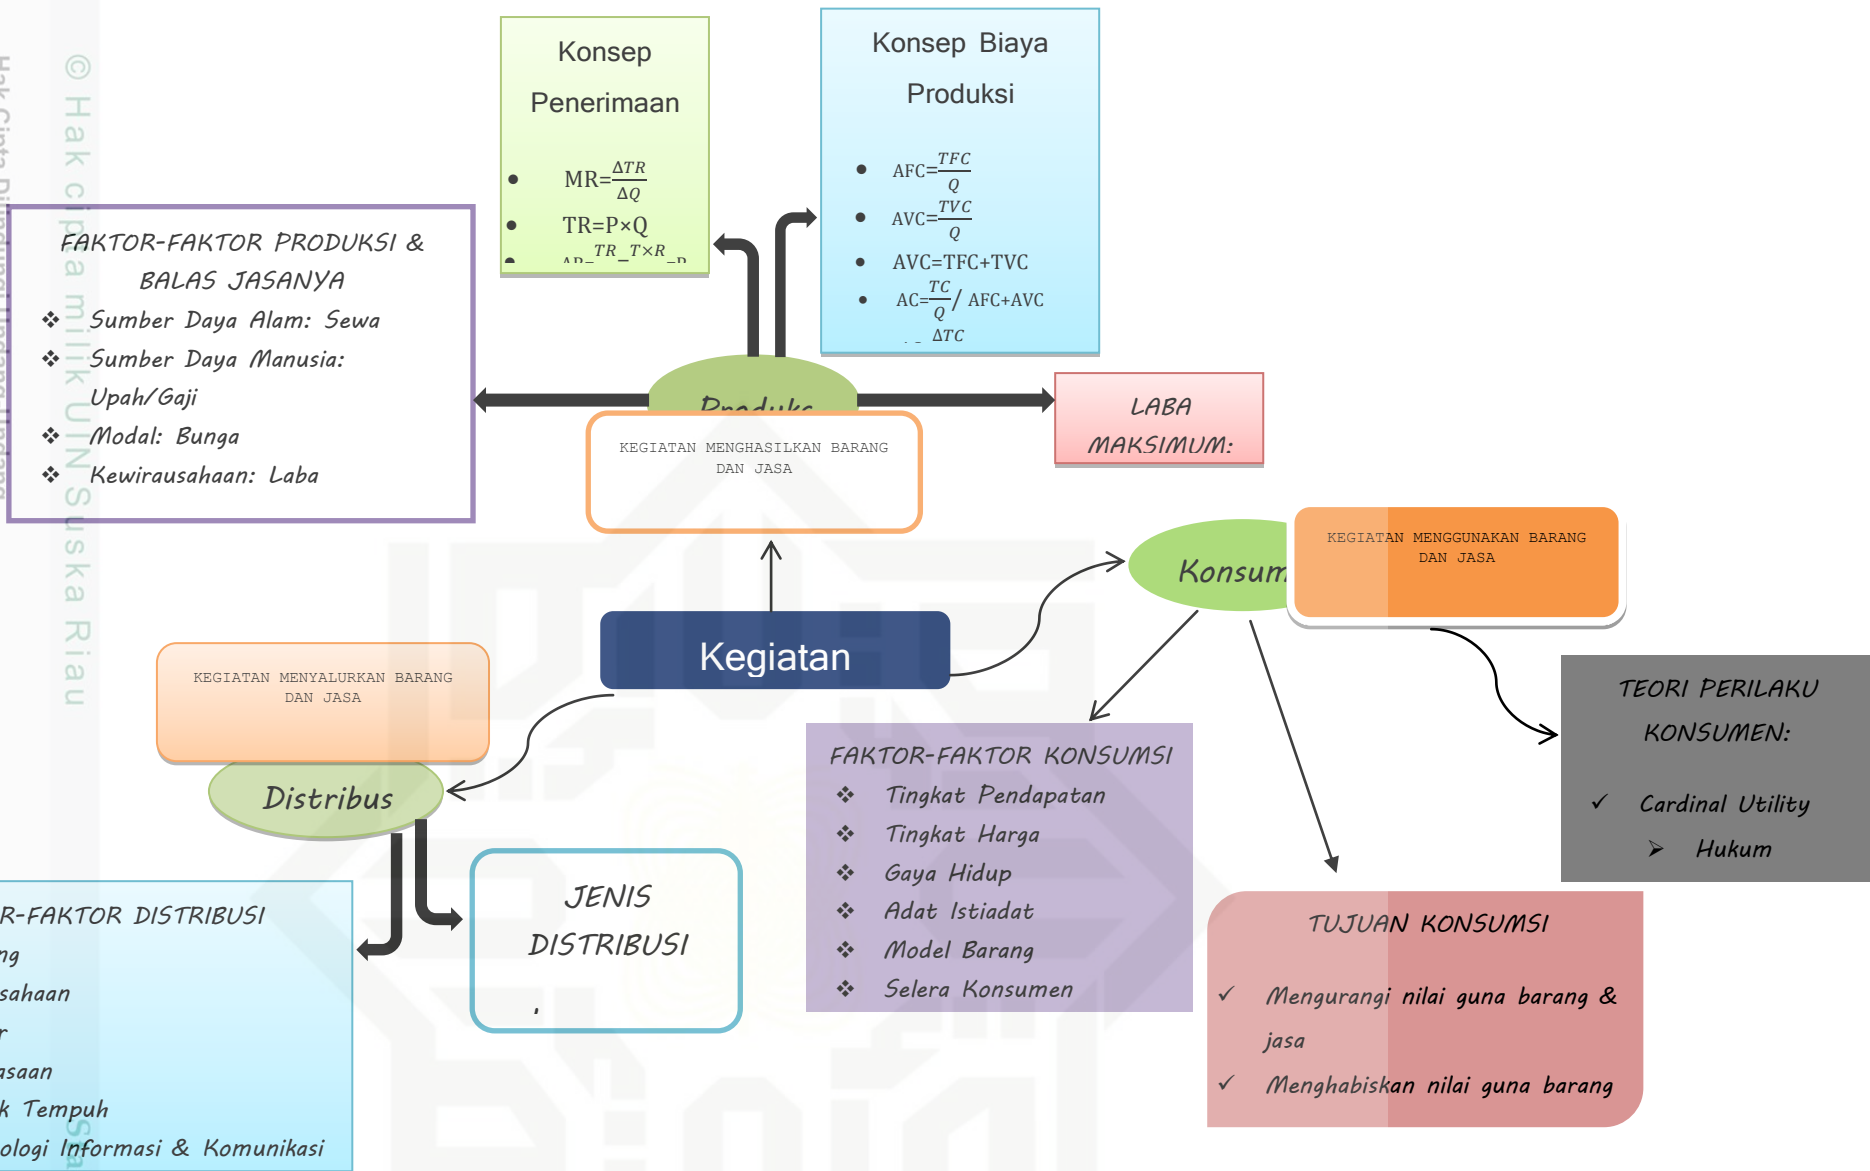 Konsep
Penerimaan
• MR=ΔTR/ΔQ
• TR=P×Q
Konsep Biaya
Produksi
• AFC=TFC/Q
• AVC=TVC/Q
• AVC=TFC+TVC
• AC=TC/Q/ AFC+AVC
ΔTC
FAKTOR-FAKTOR PRODUKSI &
BALAS JASANYA
❖ Sumber Daya Alam: Sewa
❖ Sumber Daya Manusia:
Upah/Gaji
❖ Modal: Bunga
❖ Kewirausahaan: Laba
Produks
KEGIATAN MENGHASILKAN BARANG
DAN JASA
LABA
MAKSIMUM:
Konsum
KEGIATAN MENGGUNAKAN BARANG
DAN JASA
Kegiatan
KEGIATAN MENYALURKAN BARANG
DAN JASA
Distribus
TEORI PERILAKU
KONSUMEN:
✓ Cardinal Utility
➢ Hukum
FAKTOR-FAKTOR KONSUMSI
❖ Tingkat Pendapatan
❖ Tingkat Harga
❖ Gaya Hidup
❖ Adat Istiadat
❖ Model Barang
❖ Selera Konsumen
JENIS
DISTRIBUSI
R-FAKTOR DISTRIBUSI
ng
sahaan
r
asaan
k Tempuh
ologi Informasi & Komunikasi
TUJUAN KONSUMSI
✓ Mengurangi nilai guna barang &
jasa
✓ Menghabiskan nilai guna barang
© Hak cipta milik UIN Suska Riau